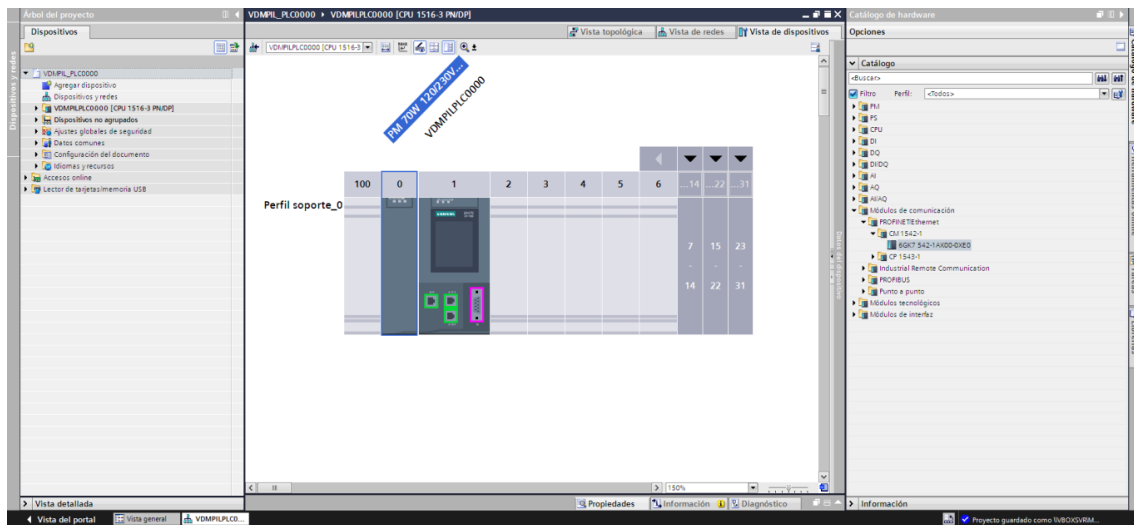 Árbol del proyecto
VDMPIL_PLC0000 ▸ VDMPILPLC0000 [CPU 1516-3 PN/DP]
Catálogo de hardware
Dispositivos
Vista topológica
Vista de redes
Vista de dispositivos
Opciones
VDMPILPLC0000 [CPU 1516-3
Catálogo
<Buscar>
Filtro
Perfil:
<Todos>
VDMPIL_PLC0000
Agregar dispositivo
Dispositivos y redes
VDMPILPLC0000 [CPU 1516-3 PN/DP]
Dispositivos no agrupados
Ajustes globales de seguridad
Datos comunes
Configuración del documento
Idiomas y recursos
Accesos online
Lector de tarjetas/memoria USB
Dispositivos y redes
PM 70W 120/230V...
VDMPILPLC0000
100 0 1 2 3 4 5 6 ...14 ...22 ...31
Perfil soporte_0
SIEMENS
7 15 23
- - -
14 22 31
Datos del dispositivo
PM
PS
CPU
DI
DQ
DI/DQ
AI
AQ
AI/AQ
Módulos de comunicación
PROFINET/Ethernet
CM 1542-1
6GK7 542-1AX00-0XE0
CP 1543-1
Industrial Remote Communication
PROFIBUS
Punto a punto
Módulos tecnológicos
Módulos de interfaz
150%
Vista detallada
Propiedades
Información
Diagnóstico
Información
Vista del portal
Vista general
VDMPILPLC0...
Proyecto guardado como \\VBOXSVR\M...